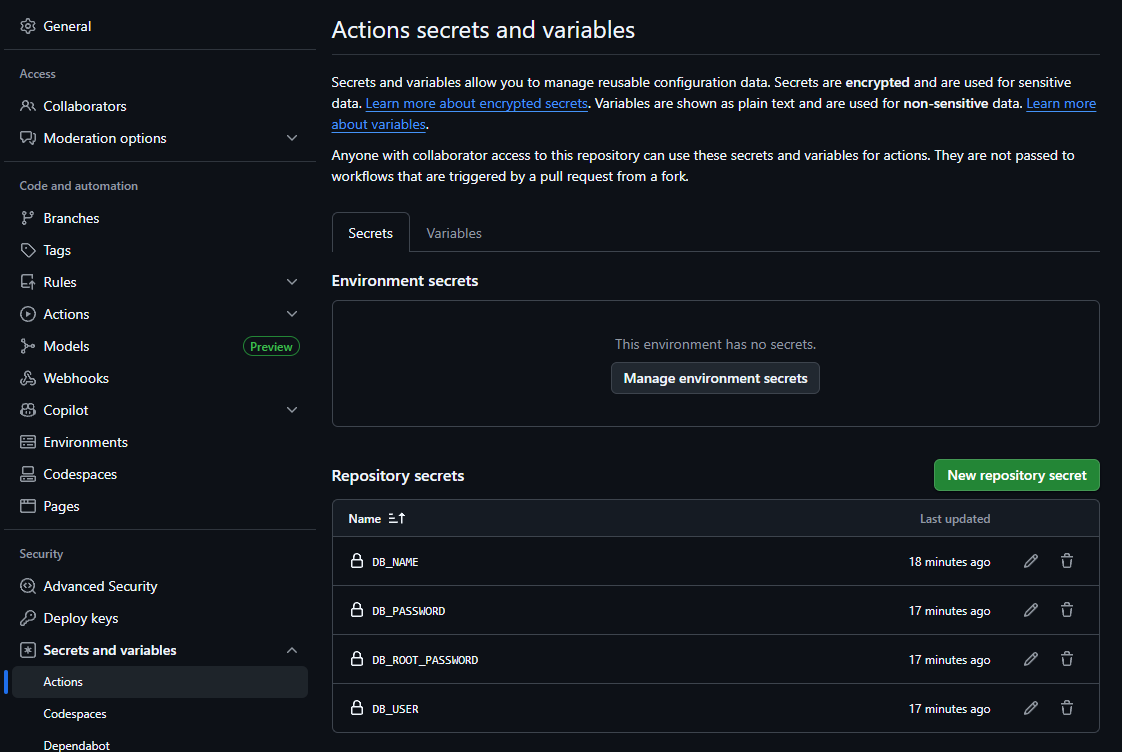 General
Access
Collaborators
Moderation options
Code and automation
Branches
Tags
Rules
Actions
Models Preview
Webhooks
Copilot
Environments
Codespaces
Pages
Security
Advanced Security
Deploy keys
Secrets and variables
Actions
Codespaces
Dependabot
Actions secrets and variables
Secrets and variables allow you to manage reusable configuration data. Secrets are encrypted and are used for sensitive
data. Learn more about encrypted secrets. Variables are shown as plain text and are used for non-sensitive data. Learn more
about variables.
Anyone with collaborator access to this repository can use these secrets and variables for actions. They are not passed to
workflows that are triggered by a pull request from a fork.
Secrets Variables
Environment secrets
This environment has no secrets.
Manage environment secrets
Repository secrets New repository secret
Name Last updated
DB_NAME 18 minutes ago
DB_PASSWORD 17 minutes ago
DB_ROOT_PASSWORD 17 minutes ago
DB_USER 17 minutes ago